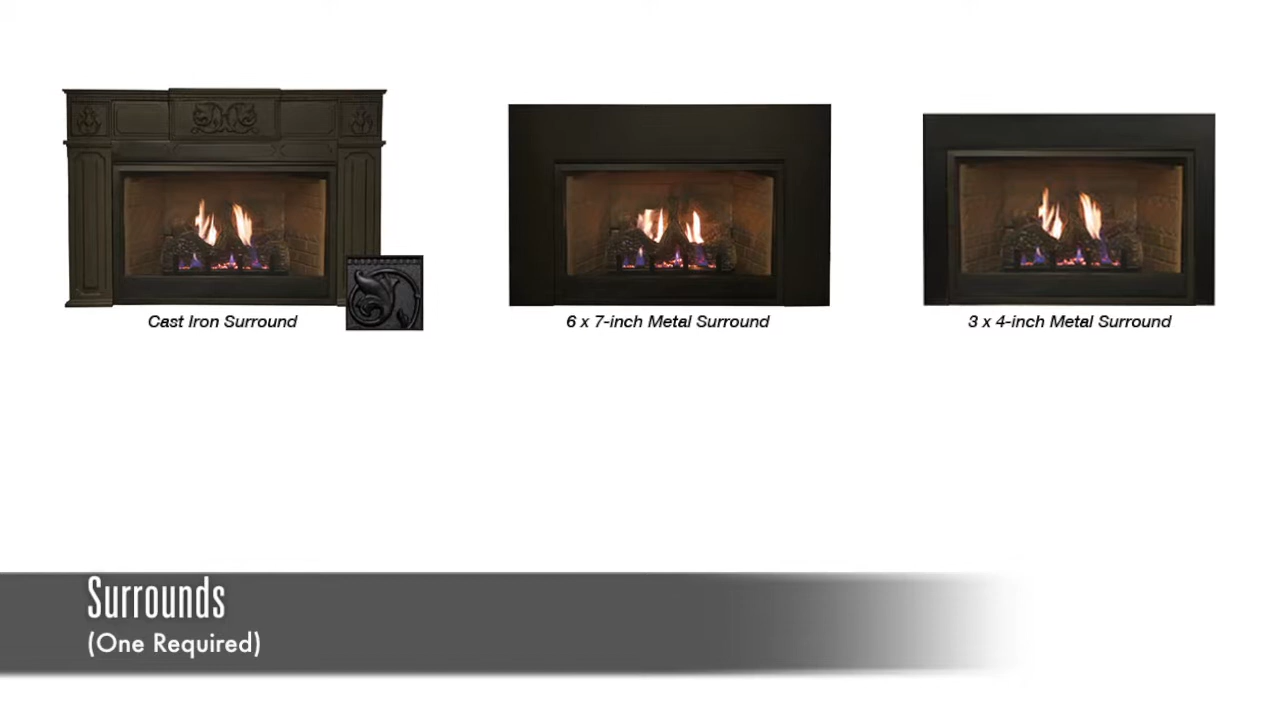 Cast Iron Surround
6 x 7-inch Metal Surround
3 x 4-inch Metal Surround
Surrounds
(One Required)